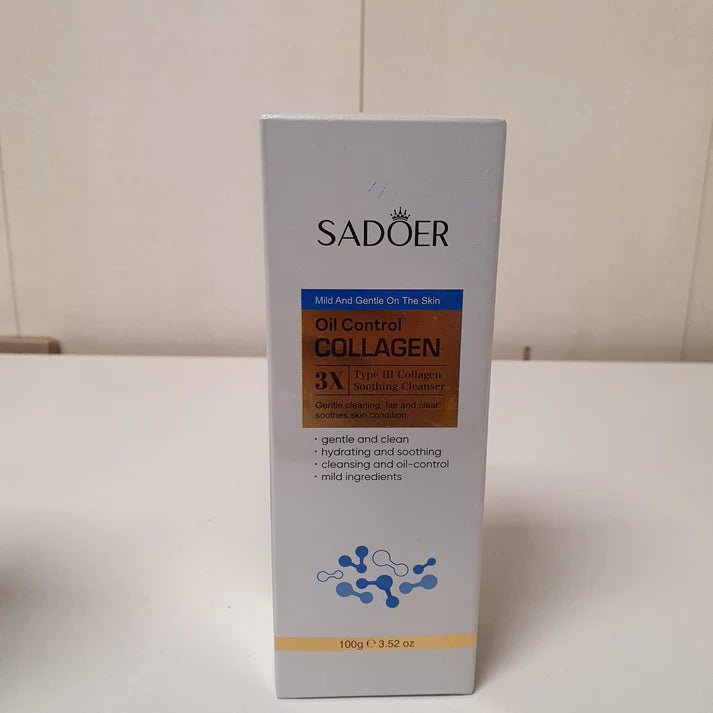 SADOER
Mild And Gentle On The Skin
Oil Control
COLLAGEN
3X Type III Collagen
Soothing Cleanser
Gentle cleaning, fair and clear
soothes skin condition.
· gentle and clean
· hydrating and soothing
· cleansing and oil-control
· mild ingredients
100g ℮ 3.52 oz